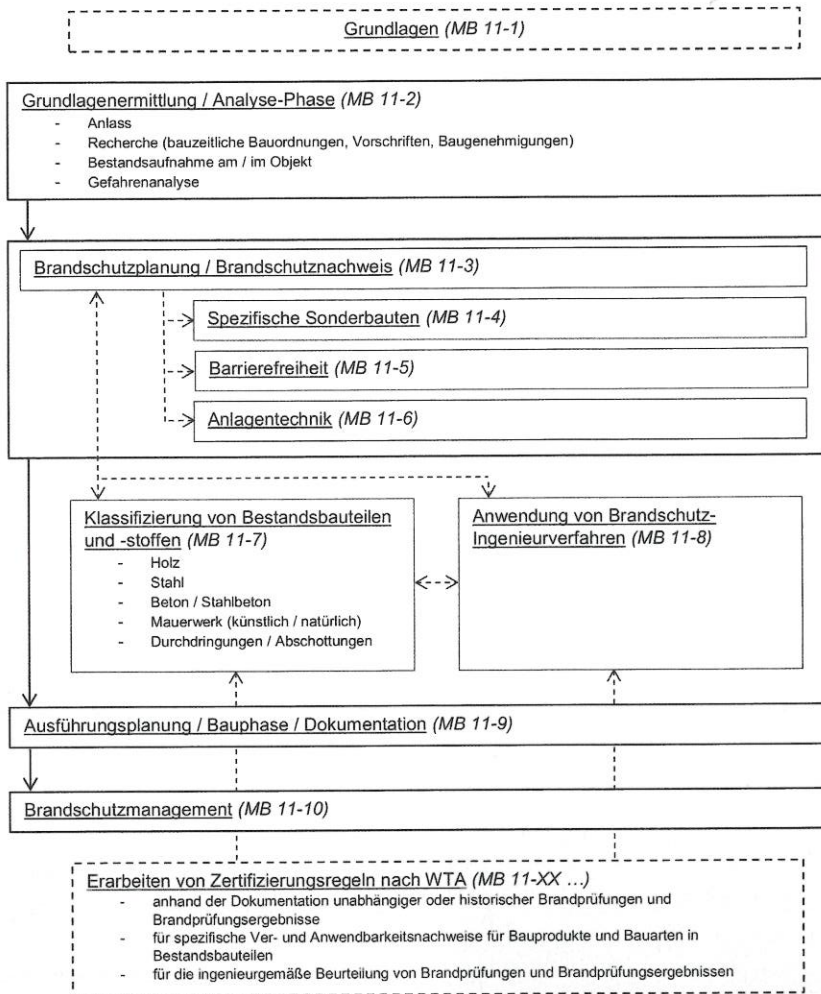 Grundlagen (MB 11-1)
Grundlagenermittlung / Analyse-Phase (MB 11-2)
- Anlass
- Recherche (bauzeitliche Bauordnungen, Vorschriften, Baugenehmigungen)
- Bestandsaufnahme am / im Objekt
- Gefahrenanalyse
Brandschutzplanung / Brandschutznachweis (MB 11-3)
Spezifische Sonderbauten (MB 11-4)
Barrierefreiheit (MB 11-5)
Anlagentechnik (MB 11-6)
Klassifizierung von Bestandsbauteilen
und -stoffen (MB 11-7)
- Holz
- Stahl
- Beton / Stahlbeton
- Mauerwerk (künstlich / natürlich)
- Durchdringungen / Abschottungen
Anwendung von Brandschutz-
Ingenieurverfahren (MB 11-8)
Ausführungsplanung / Bauphase / Dokumentation (MB 11-9)
Brandschutzmanagement (MB 11-10)
Erarbeiten von Zertifizierungsregeln nach WTA (MB 11-XX ...)
- anhand der Dokumentation unabhängiger oder historischer Brandprüfungen und
Brandprüfungsergebnisse
- für spezifische Ver- und Anwendbarkeitsnachweise für Bauprodukte und Bauarten in
Bestandsbauteilen
- für die ingenieurgemäße Beurteilung von Brandprüfungen und Brandprüfungsergebnissen